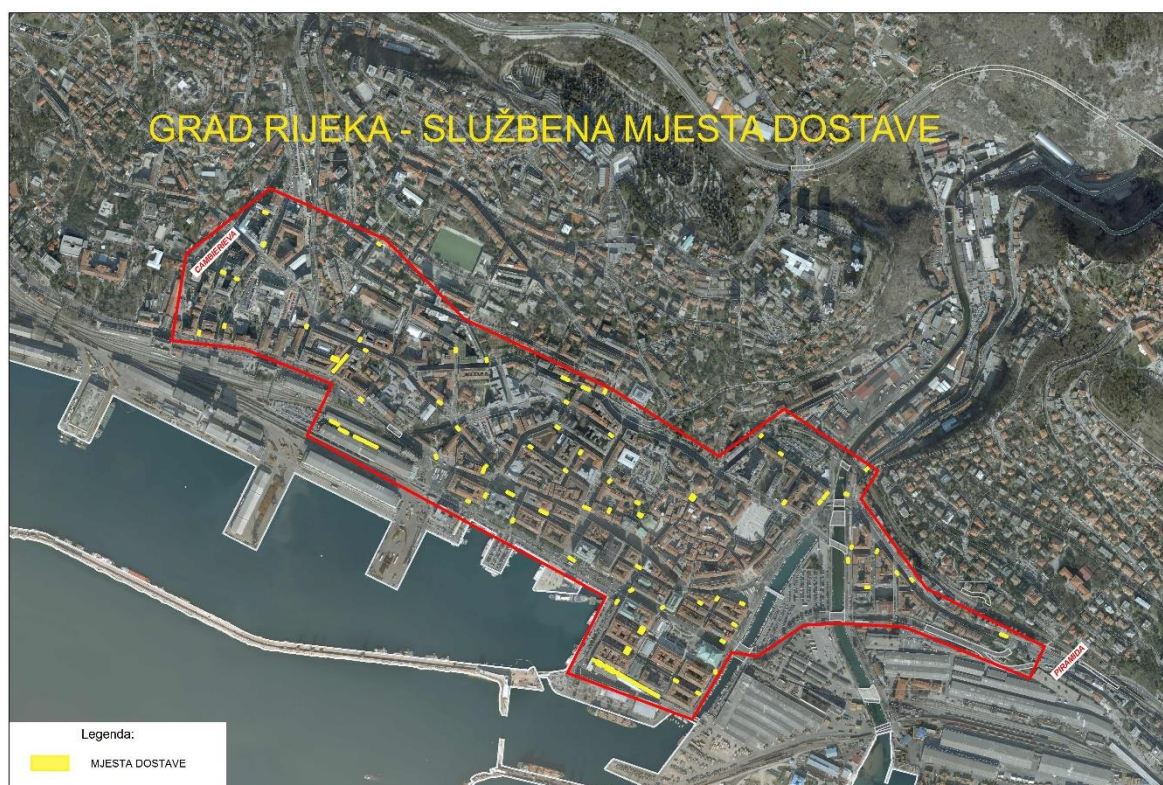 GRAD RIJEKA - SLUŽBENA MJESTA DOSTAVE
CAMBIERIEVA
PIRAMIDA
Legenda:
MJESTA DOSTAVE